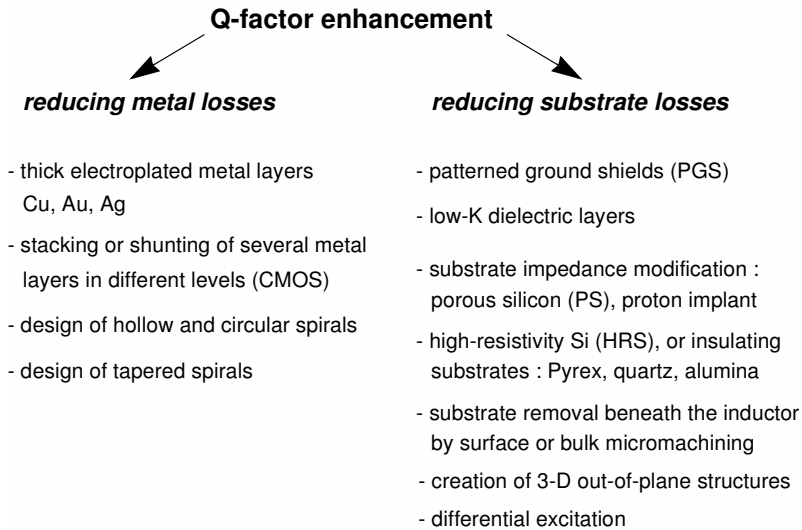 Q-factor enhancement
reducing metal losses
- thick electroplated metal layers
Cu, Au, Ag
- stacking or shunting of several metal
layers in different levels (CMOS)
- design of hollow and circular spirals
- design of tapered spirals
reducing substrate losses
- patterned ground shields (PGS)
- low-K dielectric layers
- substrate impedance modification :
porous silicon (PS), proton implant
- high-resistivity Si (HRS), or insulating
substrates : Pyrex, quartz, alumina
- substrate removal beneath the inductor
by surface or bulk micromachining
- creation of 3-D out-of-plane structures
- differential excitation